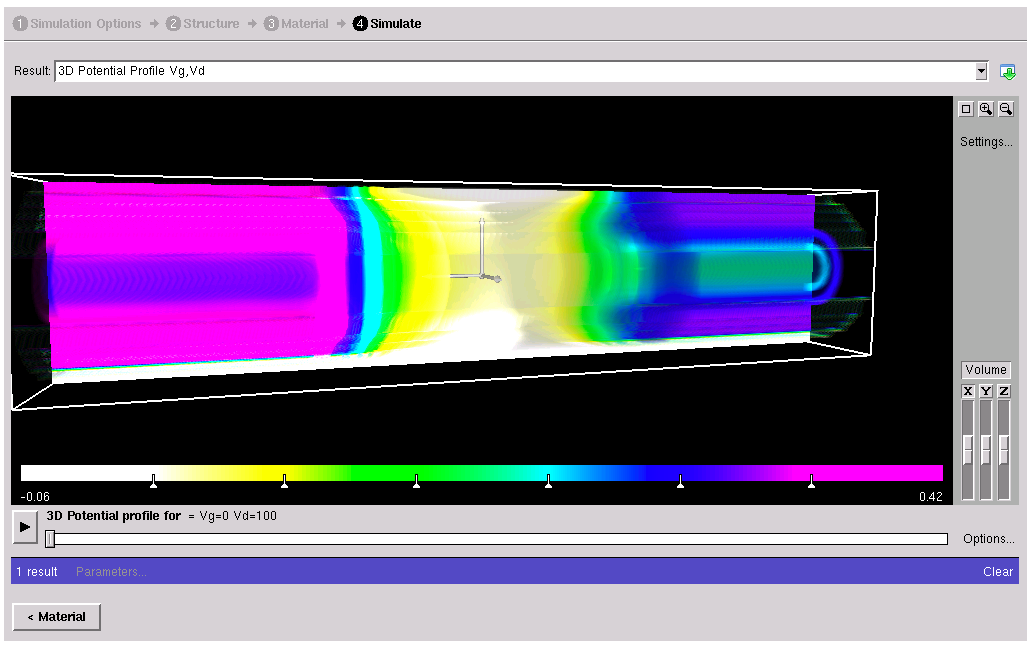 1 Simulation Options → 2 Structure → 3 Material → 4 Simulate
Result: 3D Potential Profile Vg,Vd
Settings...
Volume
X Y Z
-0.06 0.42
3D Potential profile for = Vg=0 Vd=100
Options...
1 result Parameters... Clear
< Material